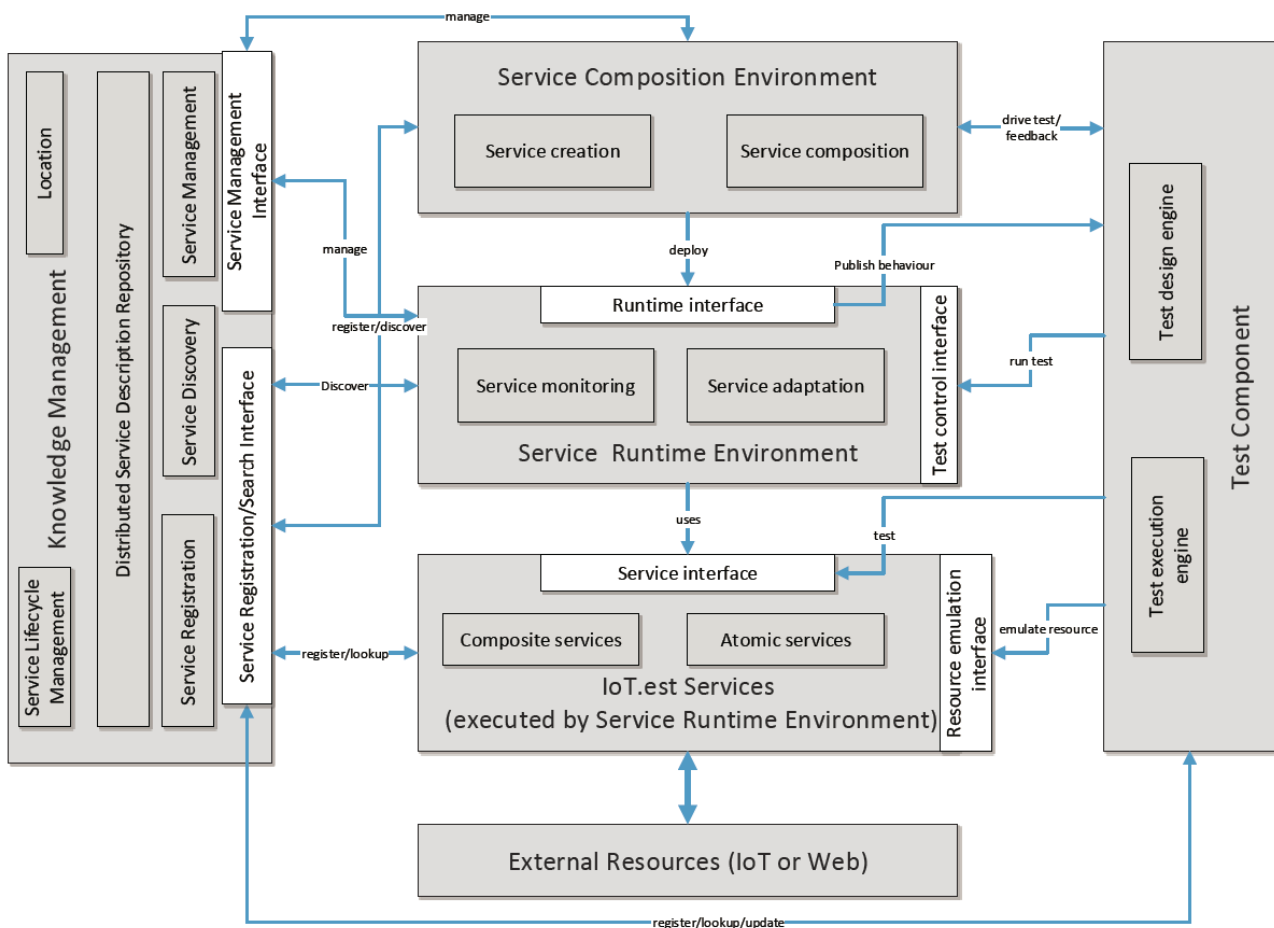 manage
Knowledge Management
Location
Service Lifecycle
Management
Distributed Service Description Repository
Service Management
Service Discovery
Service Registration
Service Management
Interface
Service Registration/Search Interface
manage
register/discover
Discover
register/lookup
Service Composition Environment
Service creation
Service composition
deploy
Publish behaviour
drive test/
feedback
Runtime interface
Service monitoring
Service adaptation
Service Runtime Environment
Test control interface
run test
uses
test
Service interface
Composite services
Atomic services
IoT.est Services
(executed by Service Runtime Environment)
Resource emulation
interface
emulate resource
External Resources (IoT or Web)
Test design engine
Test execution
engine
Test Component
register/lookup/update